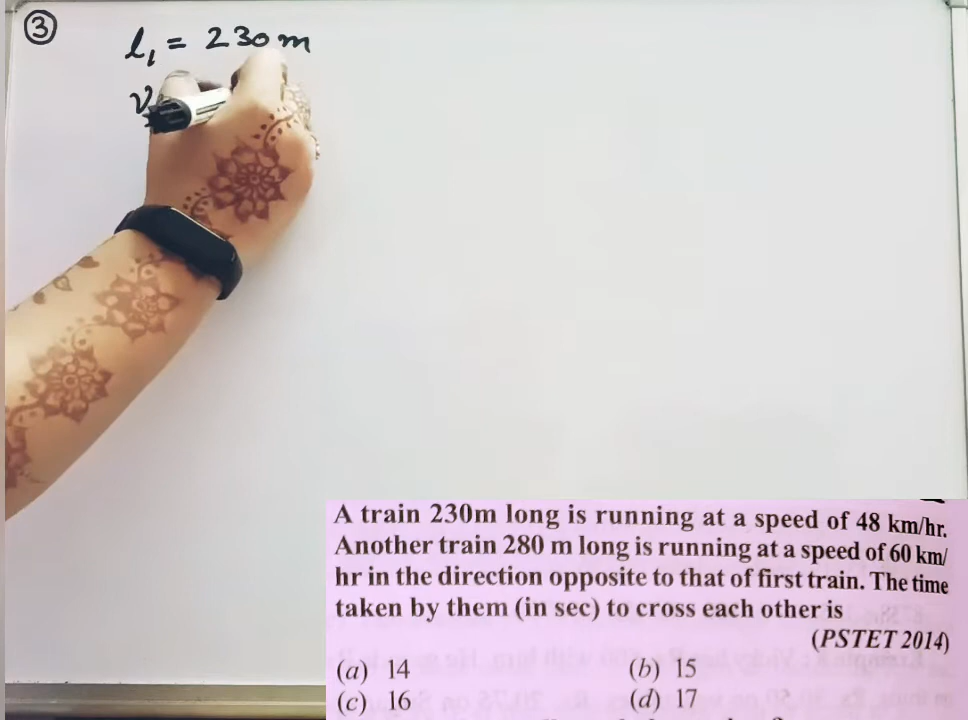 ③
l₁ = 230 m
v
A train 230m long is running at a speed of 48 km/hr.
Another train 280 m long is running at a speed of 60 km/
hr in the direction opposite to that of first train. The time
taken by them (in sec) to cross each other is
(PSTET 2014)
(a) 14 (b) 15
(c) 16 (d) 17